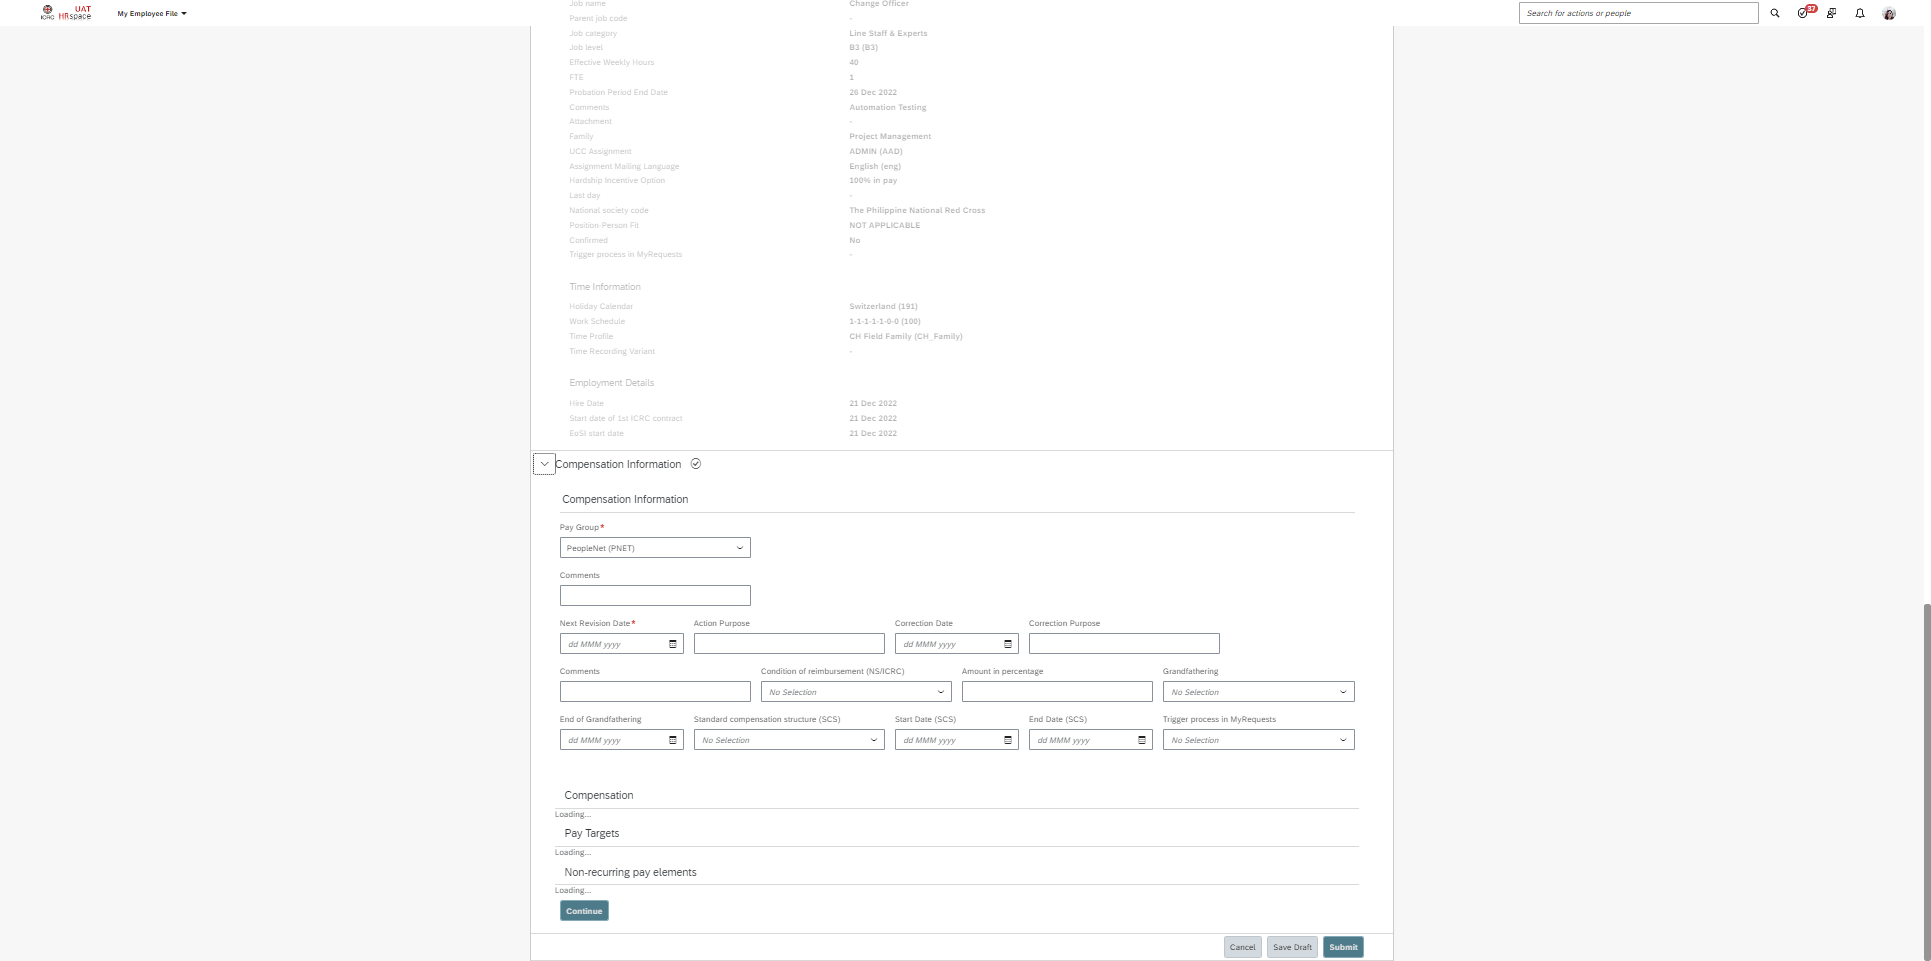 UAT
ICRC HRspace
My Employee File
Search for actions or people
37
Job name Change Officer
Parent job code -
Job category Line Staff & Experts
Job level B3 (B3)
Effective Weekly Hours 40
FTE 1
Probation Period End Date 26 Dec 2022
Comments Automation Testing
Attachment -
Family Project Management
UCC Assignment ADMIN (AAD)
Assignment Mailing Language English (eng)
Hardship Incentive Option 100% in pay
Last day -
National society code The Philippine National Red Cross
Position-Person Fit NOT APPLICABLE
Confirmed No
Trigger process in MyRequests -
Time Information
Holiday Calendar Switzerland (191)
Work Schedule 1-1-1-1-1-0-0 (100)
Time Profile CH Field Family (CH_Family)
Time Recording Variant -
Employment Details
Hire Date 21 Dec 2022
Start date of 1st ICRC contract 21 Dec 2022
EoSI start date 21 Dec 2022
Compensation Information
Compensation Information
Pay Group*
PeopleNet (PNET)
Comments
Next Revision Date* Action Purpose Correction Date Correction Purpose
dd MMM yyyy dd MMM yyyy
Comments Condition of reimbursement (NS/ICRC) Amount in percentage Grandfathering
No Selection No Selection
End of Grandfathering Standard compensation structure (SCS) Start Date (SCS) End Date (SCS) Trigger process in MyRequests
dd MMM yyyy No Selection dd MMM yyyy dd MMM yyyy No Selection
Compensation
Loading...
Pay Targets
Loading...
Non-recurring pay elements
Loading...
Continue
Cancel Save Draft Submit